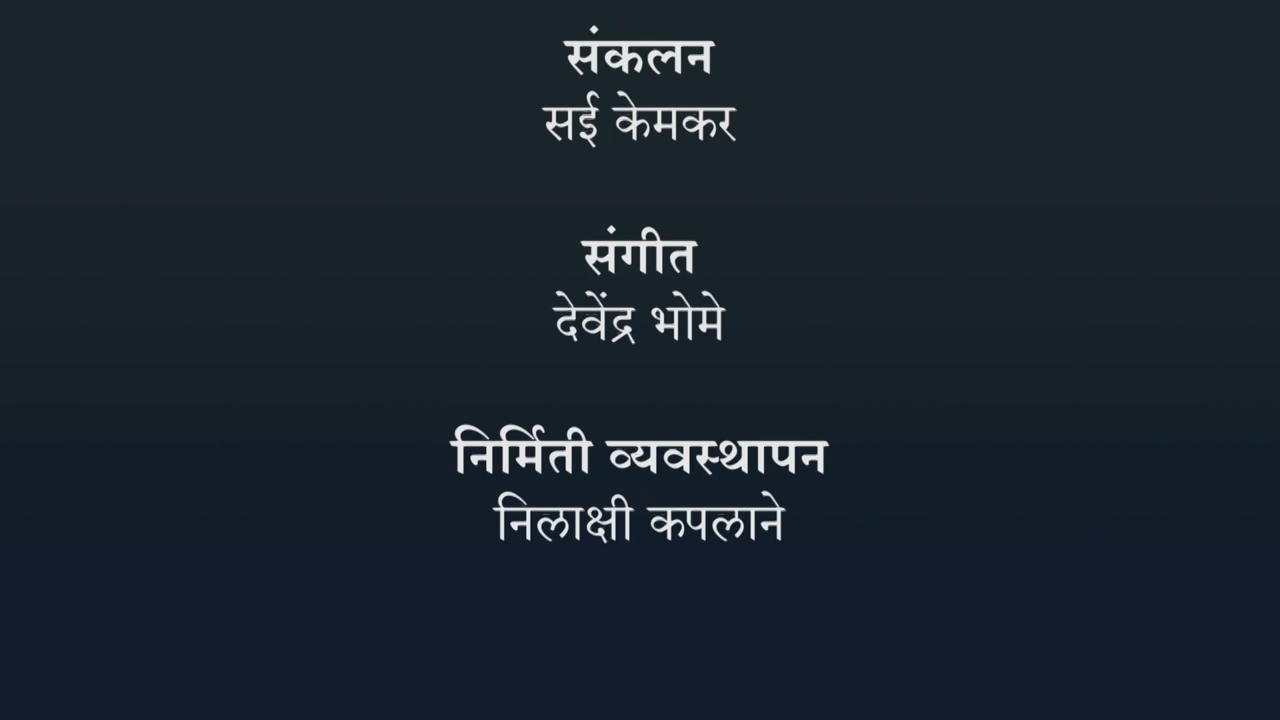 संकलन
सई केमकर
संगीत
देवेंद्र भोमे
निर्मिती व्यवस्थापन
निलाक्षी कपलाने